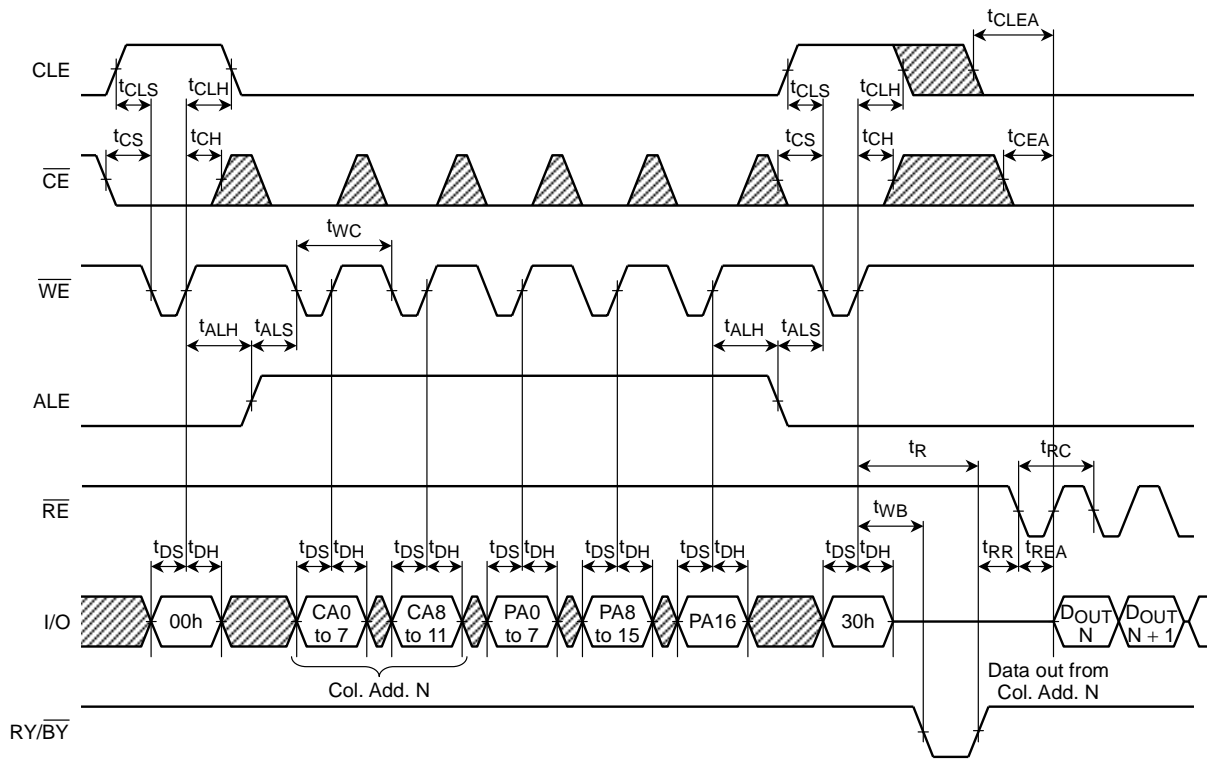 tCLEA
CLE
tCLS tCLH tCLS tCLH
tCS tCH tCS tCH tCEA
CE
tWC
WE
tALH tALS tALH tALS
ALE
tR tRC
RE
tWB
tDS tDH tDS tDH tDS tDH tDS tDH tDS tDH tDS tDH tDS tDH tRR tREA
I/O 00h CA0 to 7 CA8 to 11 PA0 to 7 PA8 to 15 PA16 30h DOUT N DOUT N + 1
Col. Add. N
Data out from
Col. Add. N
RY/BY